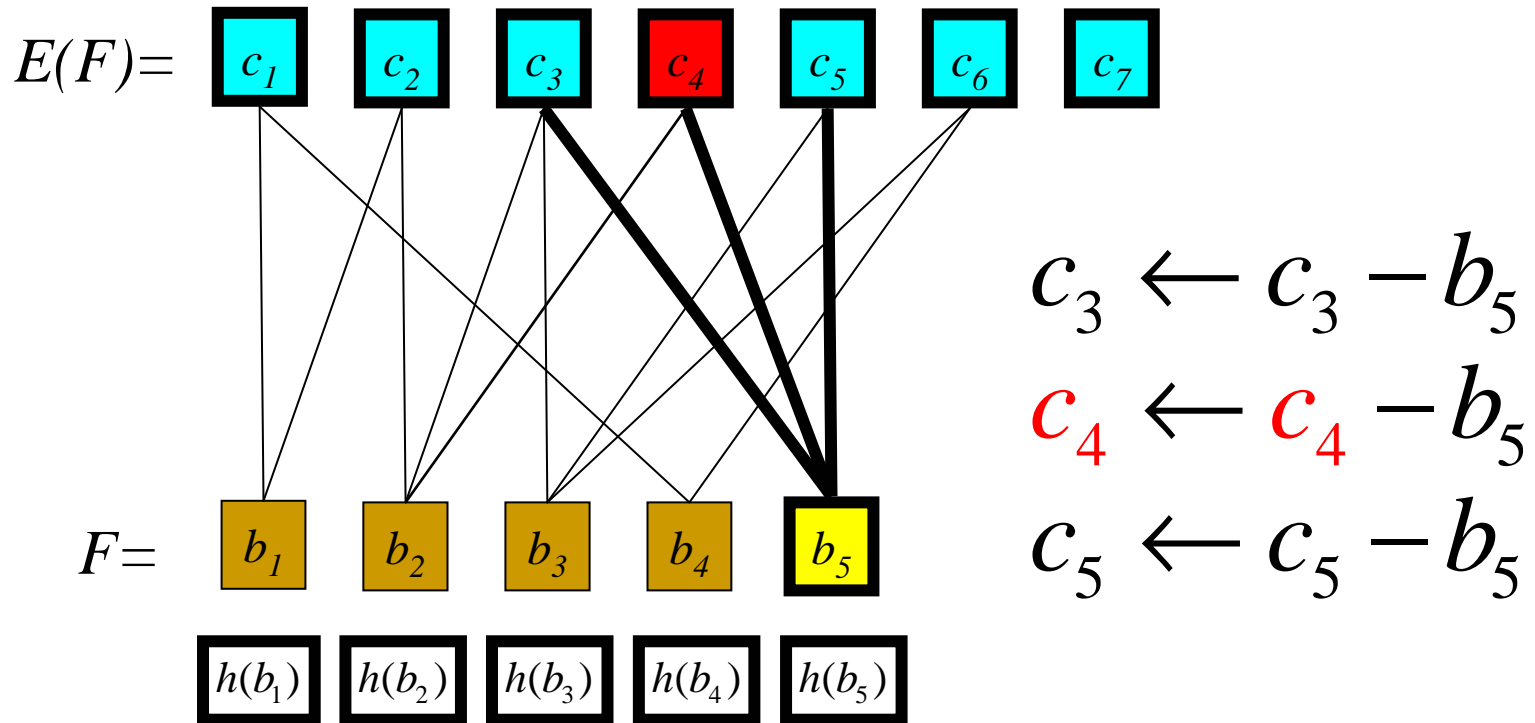 E(F)= c₁ c₂ c₃ c₄ c₅ c₆ c₇
c₃ ← c₃ − b₅
c₄ ← c₄ − b₅
c₅ ← c₅ − b₅
F= b₁ b₂ b₃ b₄ b₅
h(b₁) h(b₂) h(b₃) h(b₄) h(b₅)